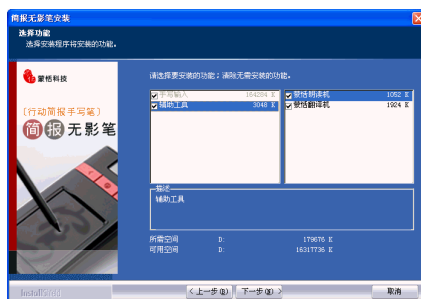 简报无影笔安装
选择功能
选择安装程序将安装的功能。
蒙恬科技
请选择要安装的功能；清除无需安装的功能。
手写输入 164284 K
辅助工具 3048 K
蒙恬朗读机 1052 K
蒙恬翻译机 1924 K
(行动简报手写笔)
简报无影笔
描述
辅助工具
所需空间 D: 179676 K
可用空间 D: 16317736 K
InstallShield
< 上一步(B)
下一步(N) >
取消